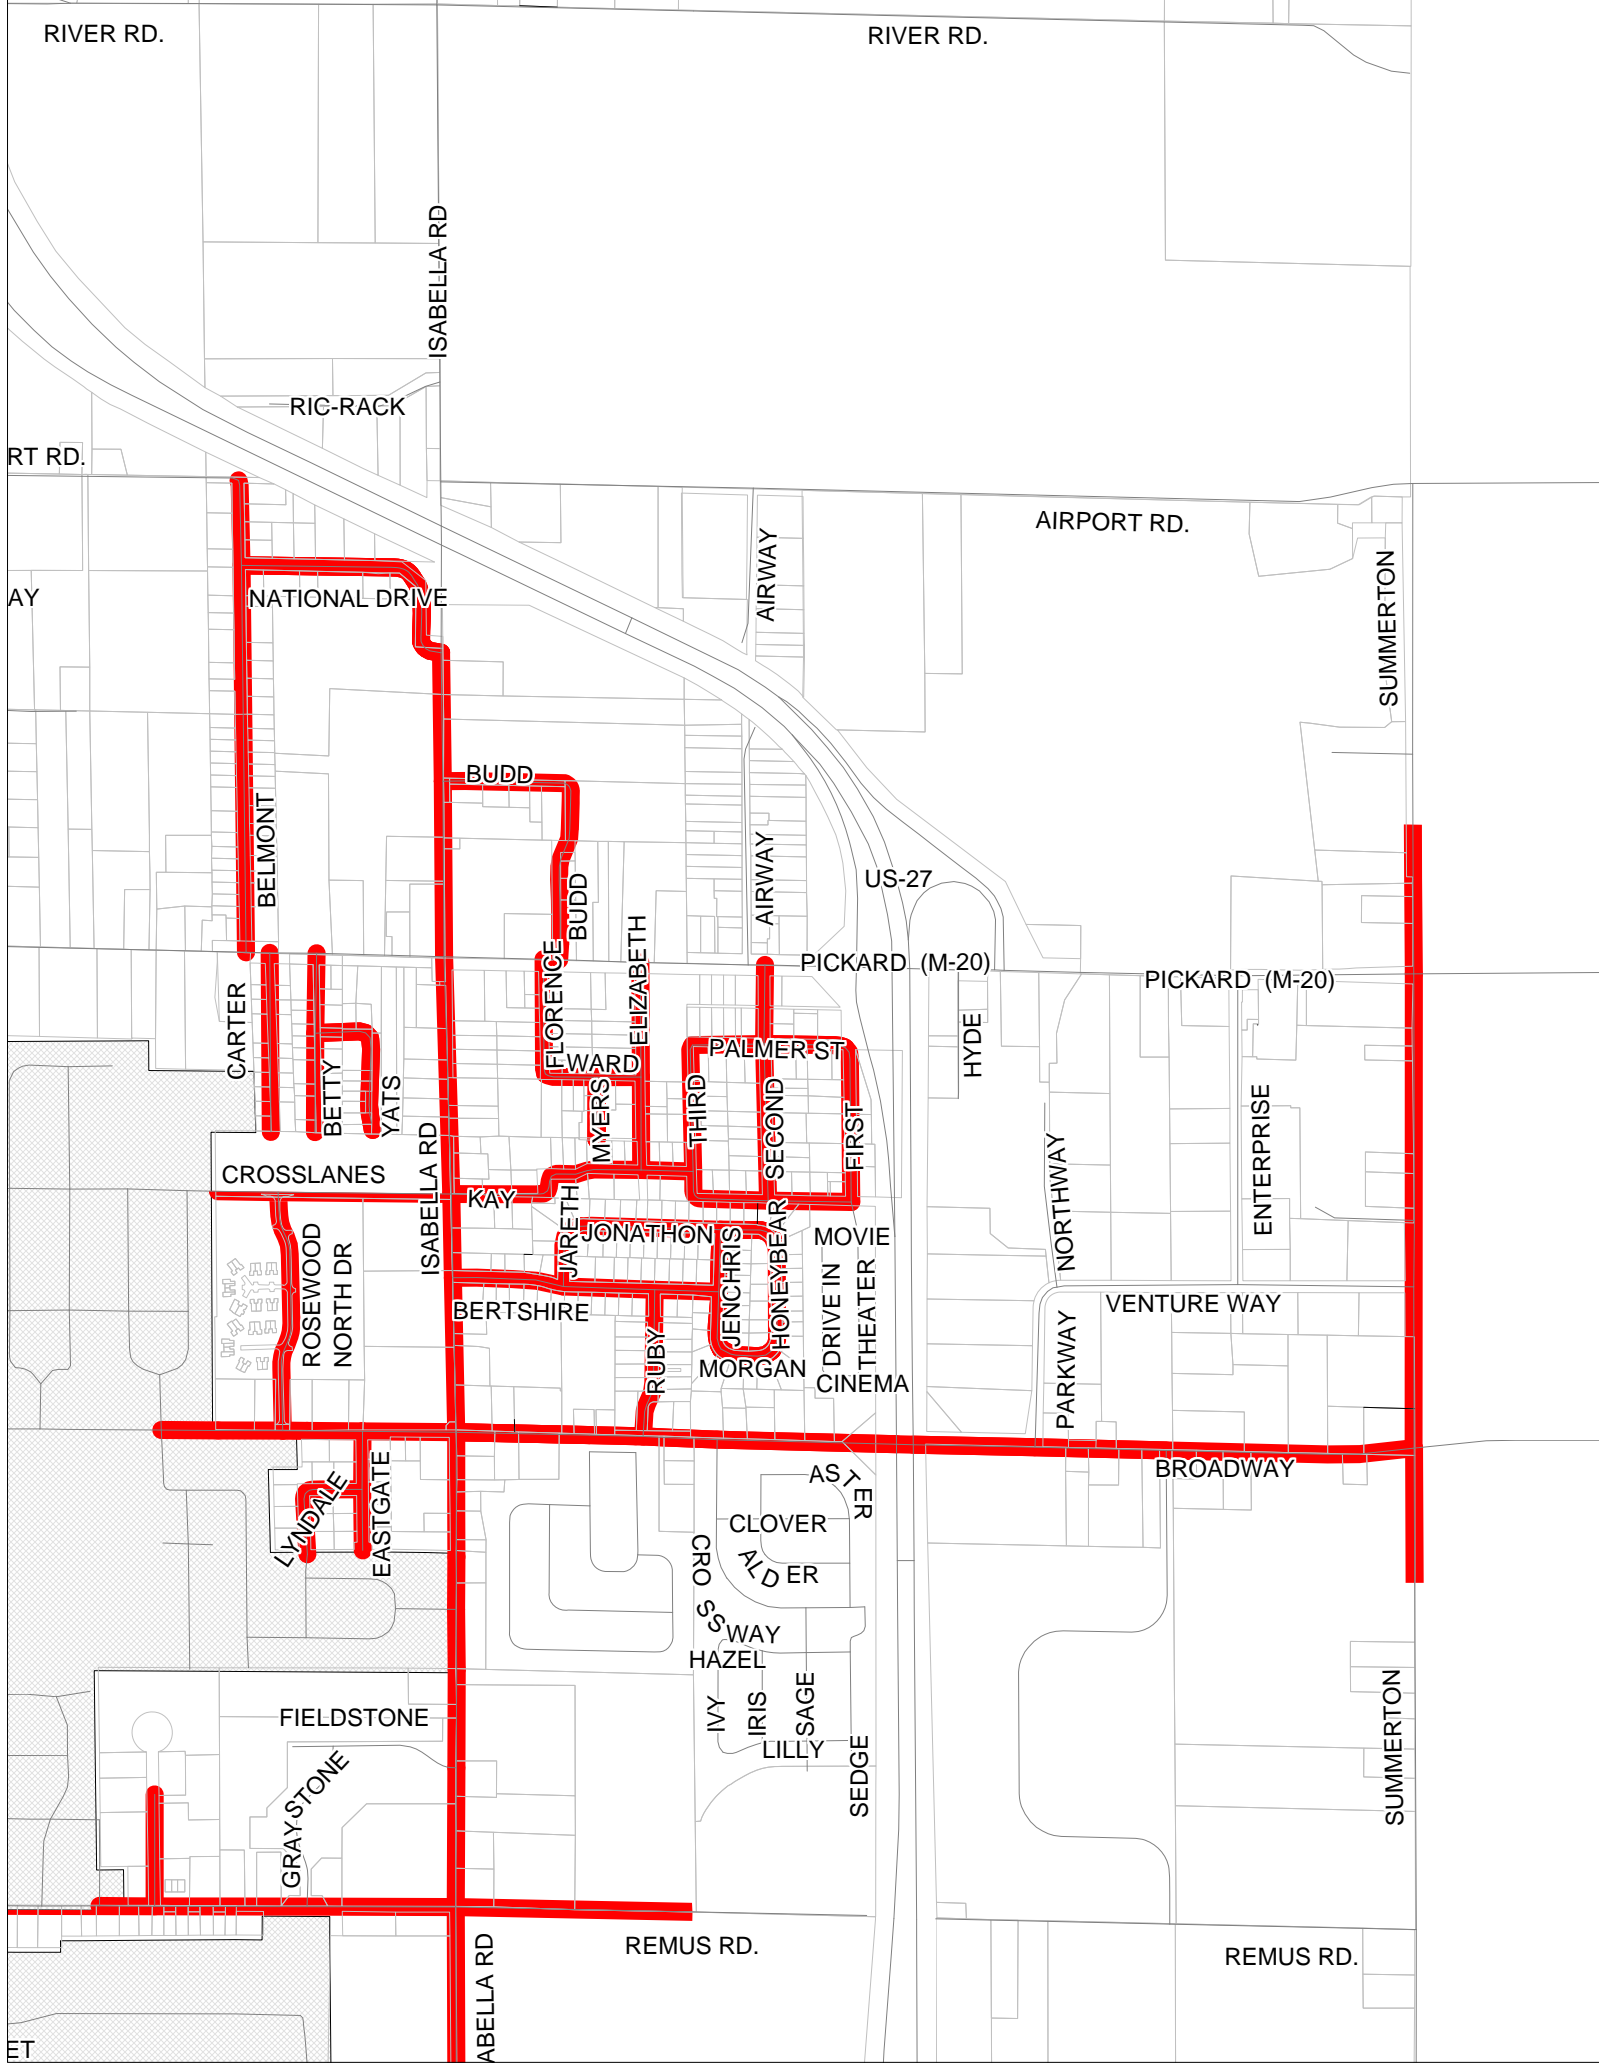 RIVER RD.
RIVER RD.
ISABELLA RD
RIC-RACK
RT RD.
AIRPORT RD.
AIRWAY
SUMMERTON
AY
NATIONAL DRIVE
BUDD
BELMONT
AIRWAY
US-27
BUDD
ELIZABETH
FLORENCE
PICKARD (M-20)
PICKARD (M-20)
CARTER
HYDE
PALMER ST
WARD
BETTY
YATS
MYERS
THIRD
SECOND
FIRST
ENTERPRISE
NORTHWAY
CROSSLANES
ISABELLA RD
KAY
JARETH
JONATHON
JENCHRIS
HONEYBEAR
MOVIE
DRIVE IN
THEATER
CINEMA
ROSEWOOD
NORTH DR
BERTSHIRE
RUBY
MORGAN
VENTURE WAY
PARKWAY
BROADWAY
LYNDALE
EASTGATE
ASTER
CLOVER
ALDER
CROSSWAY
HAZEL
IVY
IRIS
SAGE
LILLY
SEDGE
SUMMERTON
FIELDSTONE
GRAYSTONE
REMUS RD.
REMUS RD.
ABELLA RD
ET